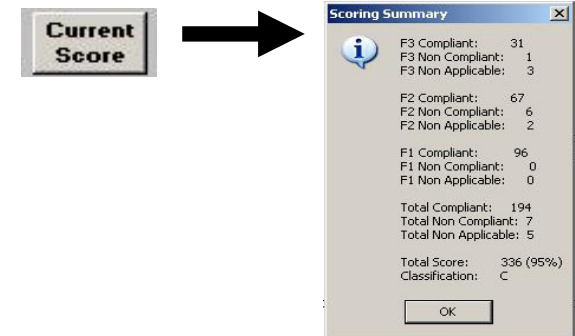 Current
Score
Scoring Summary
F3 Compliant: 31
F3 Non Compliant: 1
F3 Non Applicable: 3
F2 Compliant: 67
F2 Non Compliant: 6
F2 Non Applicable: 2
F1 Compliant: 96
F1 Non Compliant: 0
F1 Non Applicable: 0
Total Compliant: 194
Total Non Compliant: 7
Total Non Applicable: 5
Total Score: 336 (95%)
Classification: C
:
OK